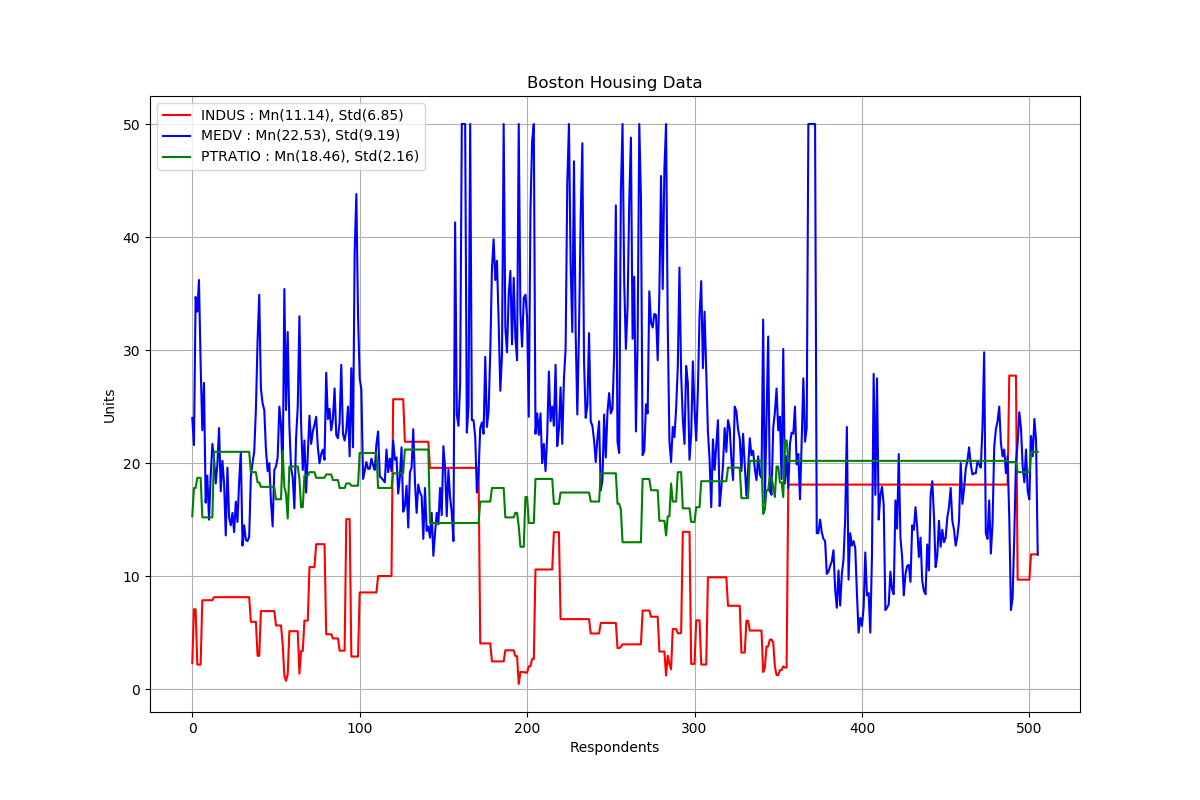 Boston Housing Data
INDUS : Mn(11.14), Std(6.85)
MEDV : Mn(22.53), Std(9.19)
PTRATIO : Mn(18.46), Std(2.16)
50
40
30
20
10
0
Units
0 100 200 300 400 500
Respondents